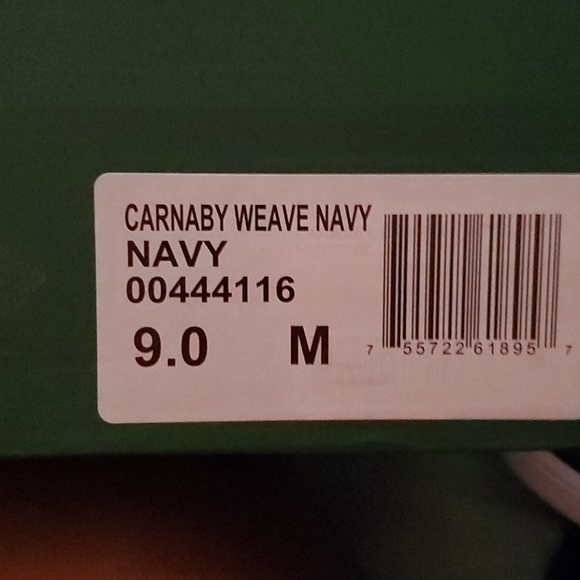 CARNABY WEAVE NAVY
NAVY
00444116
9.0 M
7 55722 61895 7